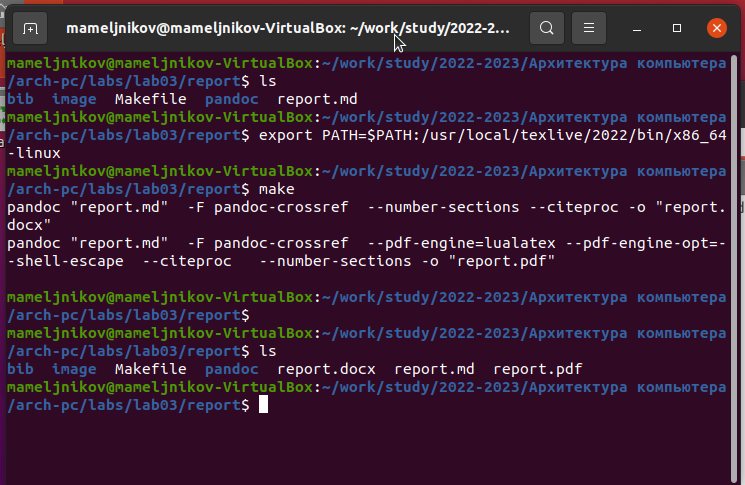 mameljnikov@mameljnikov-VirtualBox: ~/work/study/2022-2...
mameljnikov@mameljnikov-VirtualBox:~/work/study/2022-2023/Архитектура компьютера
/arch-pc/labs/lab03/report$ ls
bib  image  Makefile  pandoc  report.md
mameljnikov@mameljnikov-VirtualBox:~/work/study/2022-2023/Архитектура компьютера
/arch-pc/labs/lab03/report$ export PATH=$PATH:/usr/local/texlive/2022/bin/x86_64
-linux
mameljnikov@mameljnikov-VirtualBox:~/work/study/2022-2023/Архитектура компьютера
/arch-pc/labs/lab03/report$ make
pandoc "report.md"  -F pandoc-crossref  --number-sections --citeproc -o "report.
docx"
pandoc "report.md"  -F pandoc-crossref  --pdf-engine=lualatex --pdf-engine-opt=-
-shell-escape  --citeproc   --number-sections -o "report.pdf"
mameljnikov@mameljnikov-VirtualBox:~/work/study/2022-2023/Архитектура компьютера
/arch-pc/labs/lab03/report$
mameljnikov@mameljnikov-VirtualBox:~/work/study/2022-2023/Архитектура компьютера
/arch-pc/labs/lab03/report$ ls
bib  image  Makefile  pandoc  report.docx  report.md  report.pdf
mameljnikov@mameljnikov-VirtualBox:~/work/study/2022-2023/Архитектура компьютера
/arch-pc/labs/lab03/report$